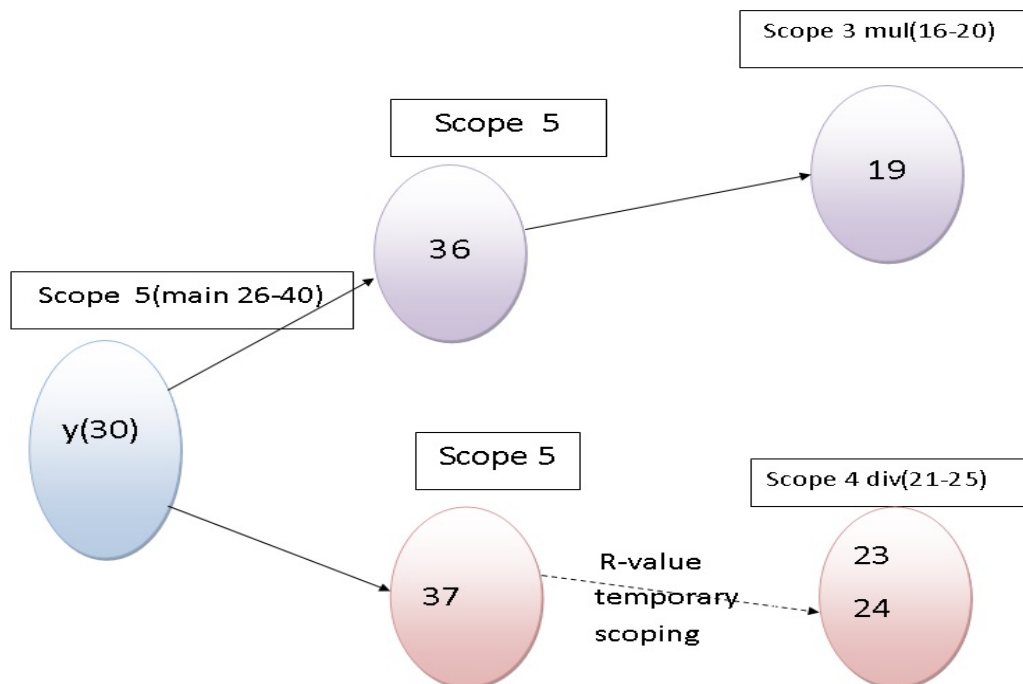 Scope 3 mul(16-20)
Scope 5
19
36
Scope 5(main 26-40)
y(30)
Scope 5
Scope 4 div(21-25)
37
R-value
temporary
scoping
23
24